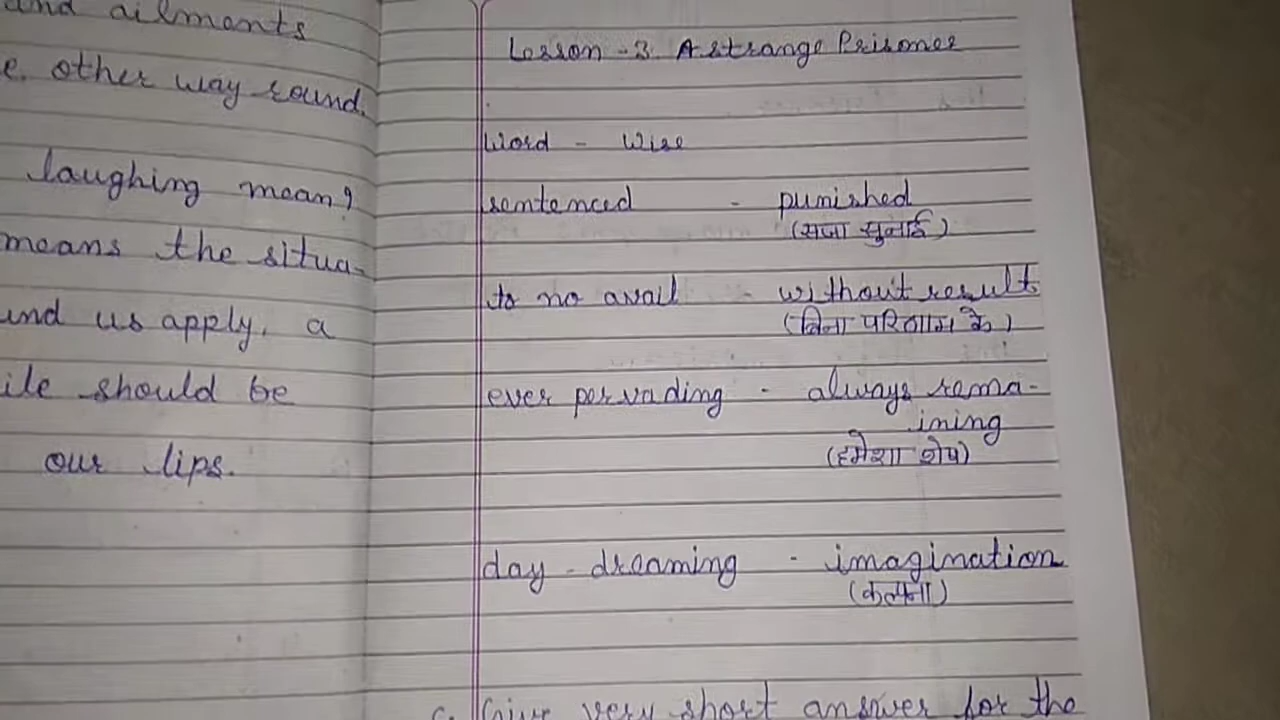 and ailments
e. other way round.
laughing mean?
means the situa-
und us apply, a
ile should be
our lips.
Lesson - 3. A strange Prisoner
Word - Wise
sentenced - punished
(सजा सुनाई)
to no avail - without result
(बिना परिणाम के)
ever pervading - always rema-
ining
(हमेशा शेष)
day - dreaming - imagination
(कल्पना)
Give very short answer for the